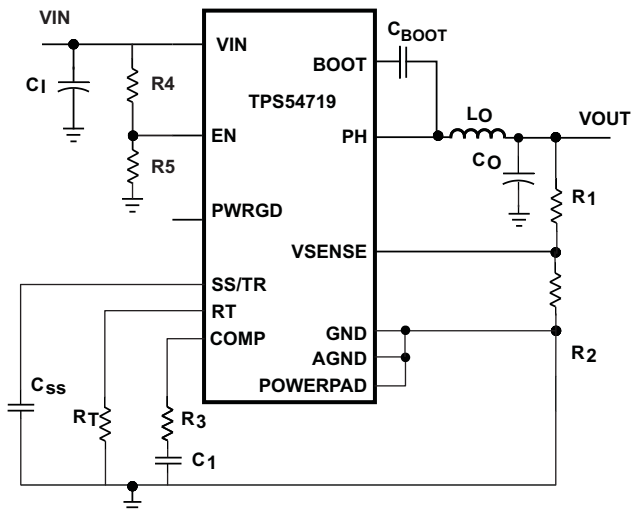 VIN
CBOOT
VIN
BOOT
CI
R4
TPS54719
LO
VOUT
EN
PH
R5
CO
R1
PWRGD
VSENSE
SS/TR
RT
GND
COMP
AGND
R2
POWERPAD
Css
RT
R3
C1